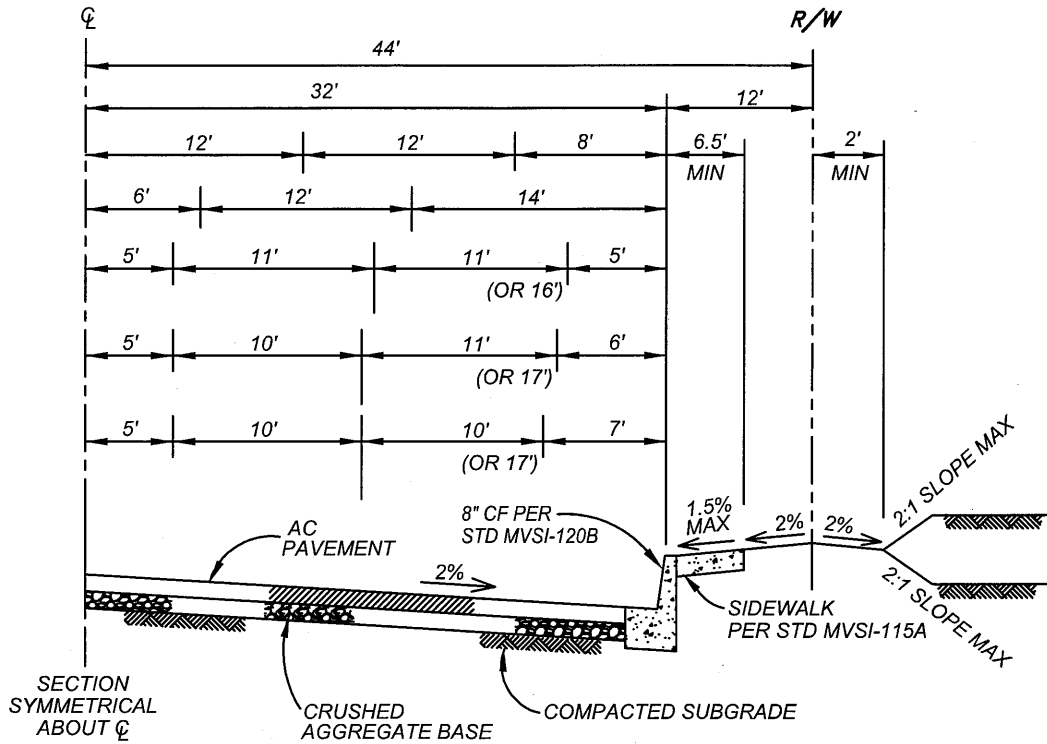 ℄ R/W
44'
32' 12'
12' 12' 8' 6.5' 2'
MIN MIN
6' 12' 14'
5' 11' 11' 5'
(OR 16')
5' 10' 11' 6'
(OR 17')
5' 10' 10' 7'
(OR 17')
8" CF PER
STD MVSI-120B
1.5%
MAX
2%
2%
2:1 SLOPE MAX
2:1 SLOPE MAX
AC
PAVEMENT
2%
SIDEWALK
PER STD MVSI-115A
SECTION
SYMMETRICAL
ABOUT ℄
CRUSHED
AGGREGATE BASE
COMPACTED SUBGRADE